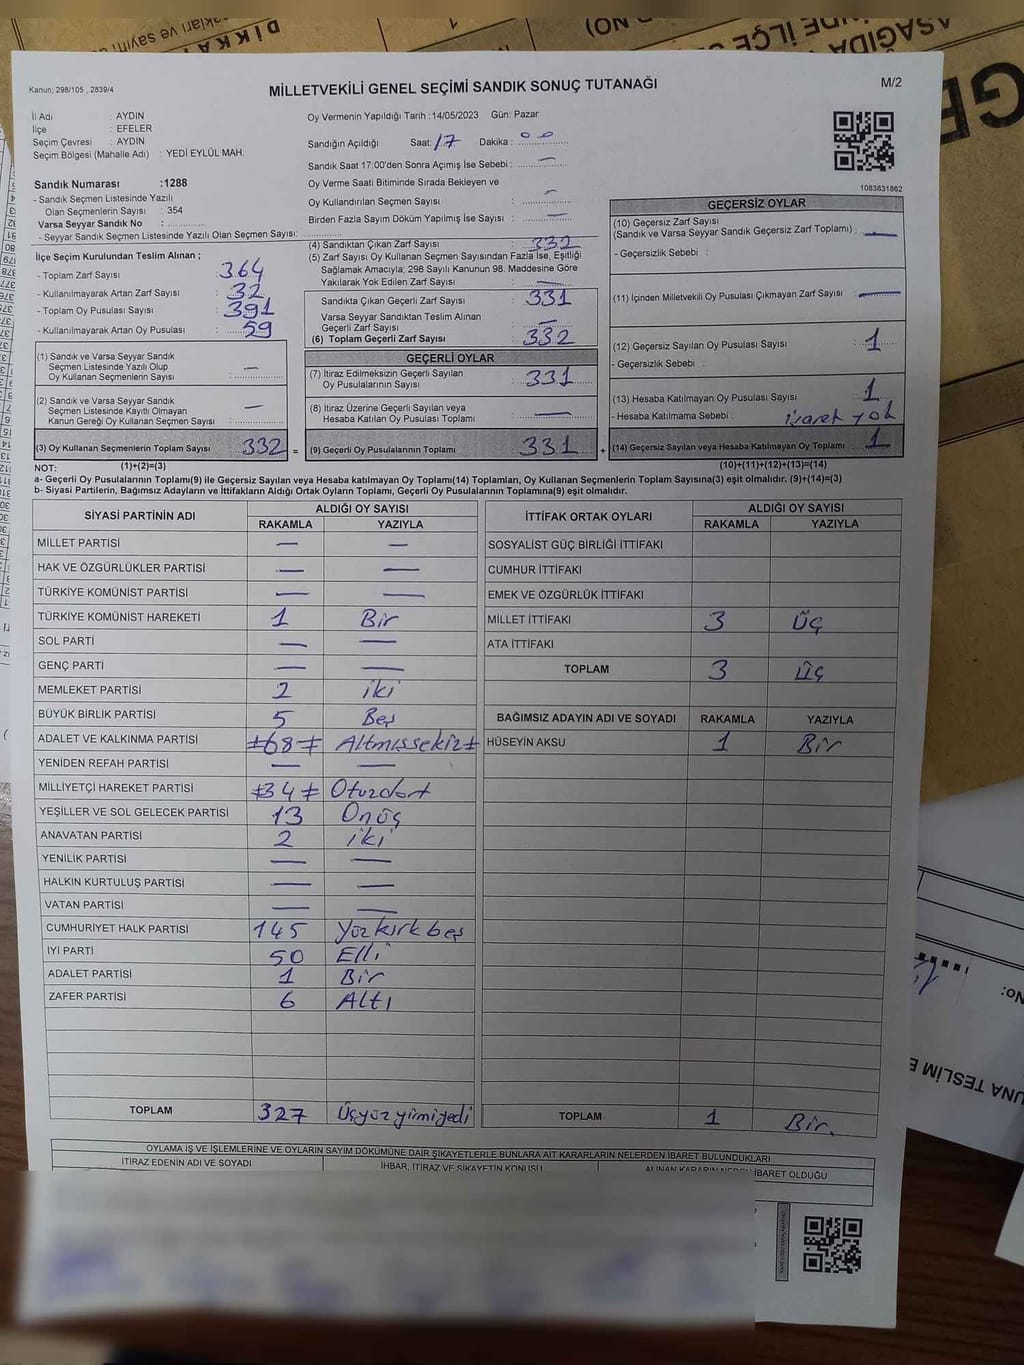 Kanun; 298/105 , 2839/4
MİLLETVEKİLİ GENEL SEÇİMİ SANDIK SONUÇ TUTANAĞI
M/2
İl Adı : AYDIN
İlçe : EFELER
Seçim Çevresi : AYDIN
Seçim Bölgesi (Mahalle Adı) : YEDİ EYLÜL MAH.
Sandık Numarası :1288
- Sandık Seçmen Listesinde Yazılı
Olan Seçmenlerin Sayısı : 354
Varsa Seyyar Sandık No :
- Seyyar Sandık Seçmen Listesinde Yazılı Olan Seçmen Sayısı:
Oy Vermenin Yapıldığı Tarih :14/05/2023 Gün: Pazar
Sandığın Açıldığı Saat: 17 Dakika : 00
Sandık Saat 17:00'den Sonra Açımış İse Sebebi : —
Oy Verme Saati Bitiminde Sırada Bekleyen ve
Oy Kullandırılan Seçmen Sayısı : —
Birden Fazla Sayım Döküm Yapılmış İse Sayısı : —
1083831862
İlçe Seçim Kurulundan Teslim Alınan ;
- Toplam Zarf Sayısı : 364
- Kullanılmayarak Artan Zarf Sayısı : 32
- Toplam Oy Pusulası Sayısı : 391
- Kullanılmayarak Artan Oy Pusulası : 59
(1) Sandık ve Varsa Seyyar Sandık
Seçmen Listesinde Yazılı Olup
Oy Kullanan Seçmenlerin Sayısı : —
(2) Sandık ve Varsa Seyyar Sandık
Seçmen Listesinde Kayıtlı Olmayan
Kanun Gereği Oy Kullanan Seçmen Sayısı : —
(3) Oy Kullanan Seçmenlerin Toplam Sayısı 332 =
(4) Sandıktan Çıkan Zarf Sayısı : 332
(5) Zarf Sayısı Oy Kullanan Seçmen Sayısından Fazla İse, Eşitliği
Sağlamak Amacıyla; 298 Sayılı Kanunun 98. Maddesine Göre
Yakılarak Yok Edilen Zarf Sayısı :
Sandıkta Çıkan Geçerli Zarf Sayısı : 331
Varsa Seyyar Sandıktan Teslim Alınan
Geçerli Zarf Sayısı : —
(6) Toplam Geçerli Zarf Sayısı : 332
GEÇERLİ OYLAR
(7) İtiraz Edilmeksizin Geçerli Sayılan
Oy Pusulalarının Sayısı : 331
(8) İtiraz Üzerine Geçerli Sayılan veya
Hesaba Katılan Oy Pusulası Toplamı : —
(9) Geçerli Oy Pusulalarının Toplamı 331 +
GEÇERSİZ OYLAR
(10) Geçersiz Zarf Sayısı
(Sandık ve Varsa Seyyar Sandık Geçersiz Zarf Toplamı) : —
- Geçersizlik Sebebi :
(11) İçinden Milletvekili Oy Pusulası Çıkmayan Zarf Sayısı : —
(12) Geçersiz Sayılan Oy Pusulası Sayısı : 1
- Geçersizlik Sebebi :
(13) Hesaba Katılmayan Oy Pusulası Sayısı : 1
- Hesaba Katılmama Sebebi : işaret yok
(14) Geçersiz Sayılan veya Hesaba Katılmayan Oy Toplamı 1
NOT: (1)+(2)=(3) (10)+(11)+(12)+(13)=(14)
a- Geçerli Oy Pusulalarının Toplamı(9) ile Geçersiz Sayılan veya Hesaba katılmayan Oy Toplamı(14) Toplamları, Oy Kullanan Seçmenlerin Toplam Sayısına(3) eşit olmalıdır. (9)+(14)=(3)
b- Siyasi Partilerin, Bağımsız Adayların ve İttifakların Aldığı Ortak Oyların Toplamı, Geçerli Oy Pusulalarının Toplamına(9) eşit olmalıdır.
SİYASİ PARTİNİN ADI ALDIĞI OY SAYISI
RAKAMLA YAZIYLA
MİLLET PARTİSİ — —
HAK VE ÖZGÜRLÜKLER PARTİSİ — —
TÜRKİYE KOMÜNİST PARTİSİ — —
TÜRKİYE KOMÜNİST HAREKETİ 1 Bir
SOL PARTİ — —
GENÇ PARTİ — —
MEMLEKET PARTİSİ 2 iki
BÜYÜK BİRLİK PARTİSİ 5 Beş
ADALET VE KALKINMA PARTİSİ ≠68≠ Altmışsekiz≠
YENİDEN REFAH PARTİSİ — —
MİLLİYETÇİ HAREKET PARTİSİ ≠34≠ Otuzdört
YEŞİLLER VE SOL GELECEK PARTİSİ 13 Onüç
ANAVATAN PARTİSİ 2 iki
YENİLİK PARTİSİ — —
HALKIN KURTULUŞ PARTİSİ — —
VATAN PARTİSİ — —
CUMHURİYET HALK PARTİSİ 145 Yüzkırkbeş
İYİ PARTİ 50 Elli
ADALET PARTİSİ 1 Bir
ZAFER PARTİSİ 6 Altı
TOPLAM 327 Üçyüzyirmiyedi
İTTİFAK ORTAK OYLARI ALDIĞI OY SAYISI
RAKAMLA YAZIYLA
SOSYALİST GÜÇ BİRLİĞİ İTTİFAKI
CUMHUR İTTİFAKI
EMEK VE ÖZGÜRLÜK İTTİFAKI
MİLLET İTTİFAKI 3 Üç
ATA İTTİFAKI
TOPLAM 3 Üç
BAĞIMSIZ ADAYIN ADI VE SOYADI RAKAMLA YAZIYLA
HÜSEYİN AKSU 1 Bir
TOPLAM 1 Bir.
OYLAMA İŞ VE İŞLEMLERİNE VE OYLARIN SAYIM DÖKÜMÜNE DAİR ŞİKAYETLERLE BUNLARA AİT KARARLARIN NELERDEN İBARET BULUNDUKLARI
İTİRAZ EDENİN ADI VE SOYADI İHBAR, İTİRAZ VE ŞİKAYETİN KONUSU ALINAN KARARIN NEDEN İBARET OLDUĞU